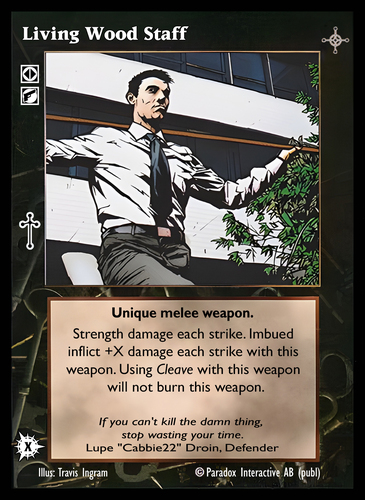 Living Wood Staff
Unique melee weapon.
Strength damage each strike. Imbued
inflict +X damage each strike with this
weapon. Using Cleave with this weapon
will not burn this weapon.
If you can't kill the damn thing,
stop wasting your time.
Lupe "Cabbie22" Droin, Defender
X
Illus: Travis Ingram © Paradox Interactive AB (publ)